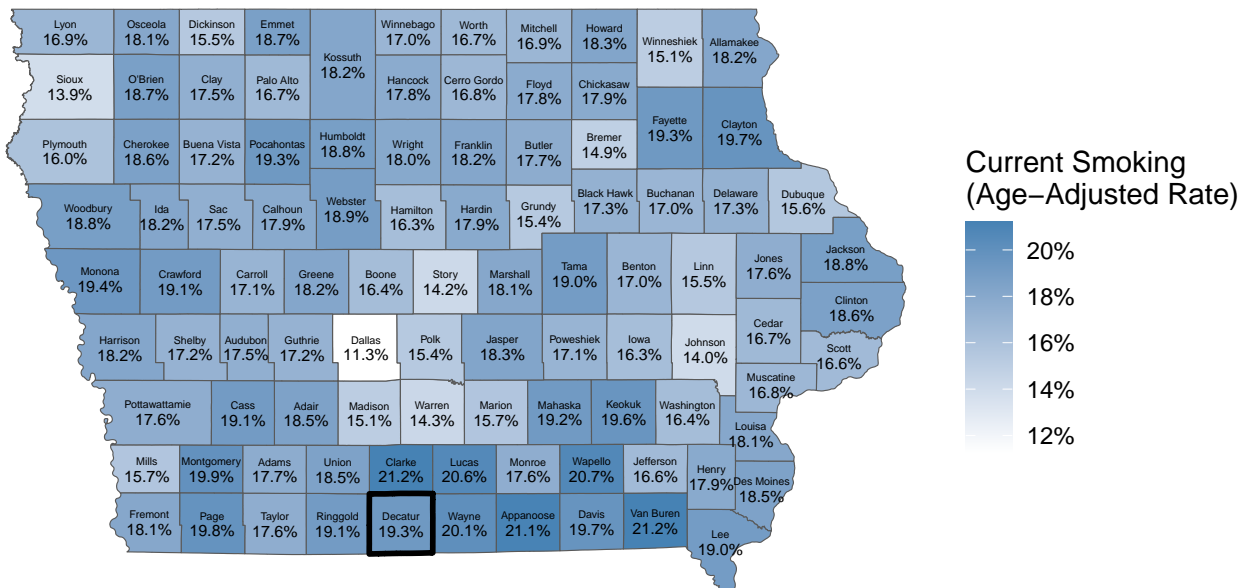 Lyon
16.9%
Osceola
18.1%
Dickinson
15.5%
Emmet
18.7%
Kossuth
18.2%
Winnebago
17.0%
Worth
16.7%
Mitchell
16.9%
Howard
18.3%
Winneshiek
15.1%
Allamakee
18.2%
Sioux
13.9%
O'Brien
18.7%
Clay
17.5%
Palo Alto
16.7%
Hancock
17.8%
Cerro Gordo
16.8%
Floyd
17.8%
Chickasaw
17.9%
Fayette
19.3%
Clayton
19.7%
Plymouth
16.0%
Cherokee
18.6%
Buena Vista
17.2%
Pocahontas
19.3%
Humboldt
18.8%
Wright
18.0%
Franklin
18.2%
Butler
17.7%
Bremer
14.9%
Woodbury
18.8%
Ida
18.2%
Sac
17.5%
Calhoun
17.9%
Webster
18.9%
Hamilton
16.3%
Hardin
17.9%
Grundy
15.4%
Black Hawk
17.3%
Buchanan
17.0%
Delaware
17.3%
Dubuque
15.6%
Monona
19.4%
Crawford
19.1%
Carroll
17.1%
Greene
18.2%
Boone
16.4%
Story
14.2%
Marshall
18.1%
Tama
19.0%
Benton
17.0%
Linn
15.5%
Jones
17.6%
Jackson
18.8%
Clinton
18.6%
Harrison
18.2%
Shelby
17.2%
Audubon
17.5%
Guthrie
17.2%
Dallas
11.3%
Polk
15.4%
Jasper
18.3%
Poweshiek
17.1%
Iowa
16.3%
Johnson
14.0%
Cedar
16.7%
Scott
16.6%
Muscatine
16.8%
Pottawattamie
17.6%
Cass
19.1%
Adair
18.5%
Madison
15.1%
Warren
14.3%
Marion
15.7%
Mahaska
19.2%
Keokuk
19.6%
Washington
16.4%
Louisa
18.1%
Mills
15.7%
Montgomery
19.9%
Adams
17.7%
Union
18.5%
Clarke
21.2%
Lucas
20.6%
Monroe
17.6%
Wapello
20.7%
Jefferson
16.6%
Henry
17.9%
Des Moines
18.5%
Fremont
18.1%
Page
19.8%
Taylor
17.6%
Ringgold
19.1%
Decatur
19.3%
Wayne
20.1%
Appanoose
21.1%
Davis
19.7%
Van Buren
21.2%
Lee
19.0%
Current Smoking
(Age−Adjusted Rate)
20%
18%
16%
14%
12%